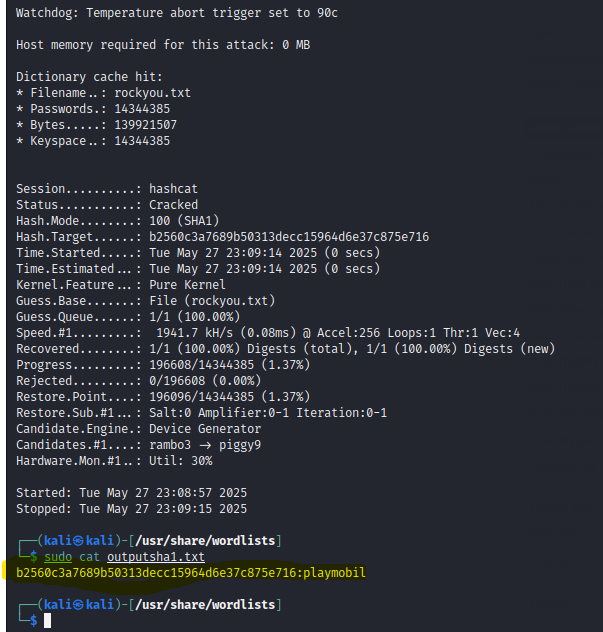 Watchdog: Temperature abort trigger set to 90c
Host memory required for this attack: 0 MB
Dictionary cache hit:
* Filename..: rockyou.txt
* Passwords.: 14344385
* Bytes.....: 139921507
* Keyspace..: 14344385
Session..........: hashcat
Status...........: Cracked
Hash.Mode........: 100 (SHA1)
Hash.Target......: b2560c3a7689b50313decc15964d6e37c875e716
Time.Started.....: Tue May 27 23:09:14 2025 (0 secs)
Time.Estimated...: Tue May 27 23:09:14 2025 (0 secs)
Kernel.Feature...: Pure Kernel
Guess.Base.......: File (rockyou.txt)
Guess.Queue......: 1/1 (100.00%)
Speed.#1.........:  1941.7 kH/s (0.08ms) @ Accel:256 Loops:1 Thr:1 Vec:4
Recovered........: 1/1 (100.00%) Digests (total), 1/1 (100.00%) Digests (new)
Progress.........: 196608/14344385 (1.37%)
Rejected.........: 0/196608 (0.00%)
Restore.Point....: 196096/14344385 (1.37%)
Restore.Sub.#1...: Salt:0 Amplifier:0-1 Iteration:0-1
Candidate.Engine.: Device Generator
Candidates.#1....: rambo3 -> piggy9
Hardware.Mon.#1..: Util: 30%
Started: Tue May 27 23:08:57 2025
Stopped: Tue May 27 23:09:15 2025
┌──(kali㉿kali)-[/usr/share/wordlists]
└─$ sudo cat outputsha1.txt
b2560c3a7689b50313decc15964d6e37c875e716:playmobil
┌──(kali㉿kali)-[/usr/share/wordlists]
└─$